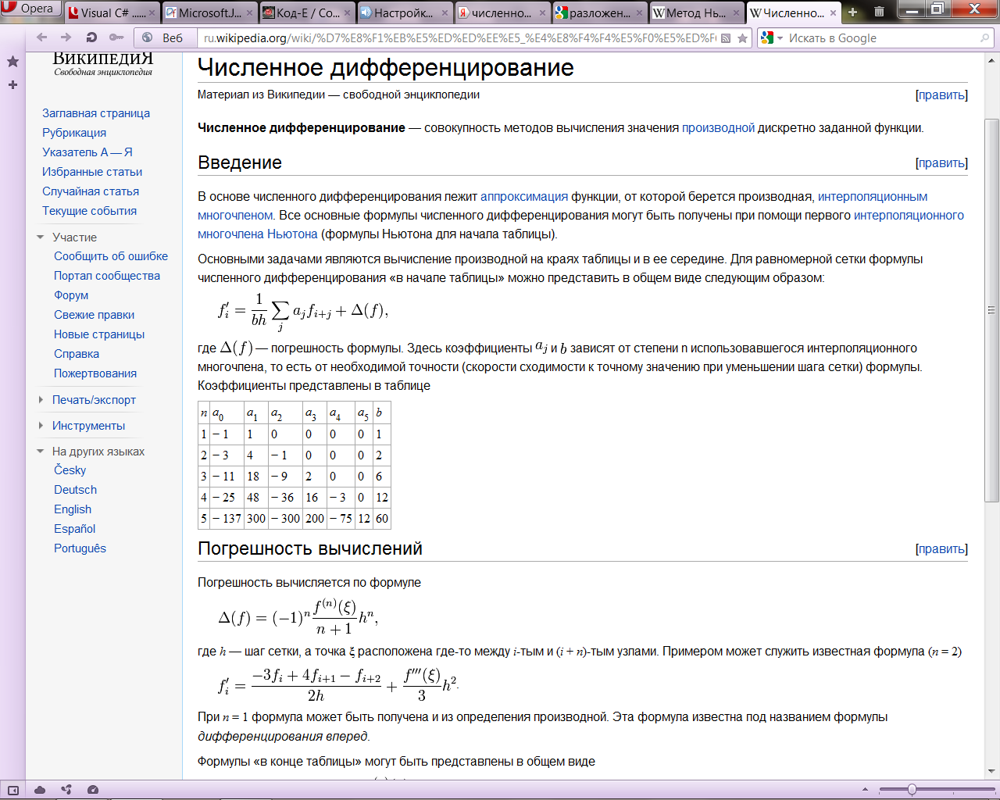 Opera
Visual C# ......
MicrosoftJ...
Код-Е / Co...
Настройк...
численно...
разложен...
Метод Нь...
Численно...
Веб
ru.wikipedia.org/wiki/%D7%E8%F1%EB%E5%ED%ED%EE%E5_%E4%E8%F4%F4%E5%F0%E5%ED%F
Искать в Google
ВИКИПЕДИЯ
Свободная энциклопедия
Заглавная страница
Рубрикация
Указатель А — Я
Избранные статьи
Случайная статья
Текущие события
Участие
Сообщить об ошибке
Портал сообщества
Форум
Свежие правки
Новые страницы
Справка
Пожертвования
Печать/экспорт
Инструменты
На других языках
Česky
Deutsch
English
Español
Português
Численное дифференцирование
Материал из Википедии — свободной энциклопедии [править]
Численное дифференцирование — совокупность методов вычисления значения производной дискретно заданной функции.
Введение [править]
В основе численного дифференцирования лежит аппроксимация функции, от которой берется производная, интерполяционным
многочленом. Все основные формулы численного дифференцирования могут быть получены при помощи первого интерполяционного
многочлена Ньютона (формулы Ньютона для начала таблицы).
Основными задачами являются вычисление производной на краях таблицы и в ее середине. Для равномерной сетки формулы
численного дифференцирования «в начале таблицы» можно представить в общем виде следующим образом:
f′_i = 1/(bh) ∑_j a_j f_{i+j} + Δ(f),
где Δ(f) — погрешность формулы. Здесь коэффициенты a_j и b зависят от степени n использовавшегося интерполяционного
многочлена, то есть от необходимой точности (скорости сходимости к точному значению при уменьшении шага сетки) формулы.
Коэффициенты представлены в таблице
n a_0 a_1 a_2 a_3 a_4 a_5 b
1 − 1 1 0 0 0 0 1
2 − 3 4 − 1 0 0 0 2
3 − 11 18 − 9 2 0 0 6
4 − 25 48 − 36 16 − 3 0 12
5 − 137 300 − 300 200 − 75 12 60
Погрешность вычислений [править]
Погрешность вычисляется по формуле
Δ(f) = (−1)^n f^{(n)}(ξ)/(n + 1) h^n,
где h — шаг сетки, а точка ξ расположена где-то между i-тым и (i + n)-тым узлами. Примером может служить известная формула (n = 2)
f′_i = (−3f_i + 4f_{i+1} − f_{i+2})/(2h) + f′′′(ξ)/3 h^2.
При n = 1 формула может быть получена и из определения производной. Эта формула известна под названием формулы
дифференцирования вперед.
Формулы «в конце таблицы» могут быть представлены в общем виде